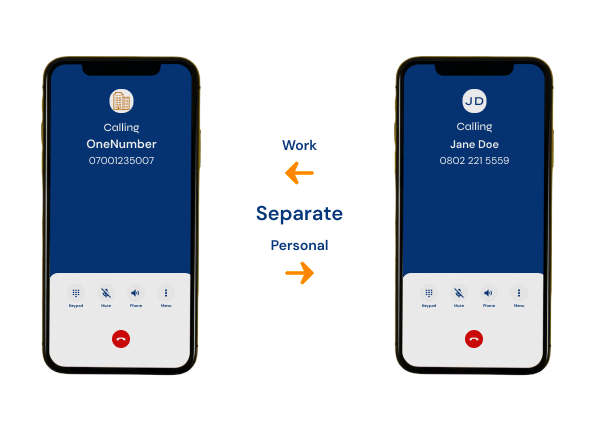 Calling
OneNumber
07001235007
Keypad
Mute
Phone
Menu
Work
Separate
Personal
JD
Calling
Jane Doe
0802 221 5559
Keypad
Mute
Phone
Menu